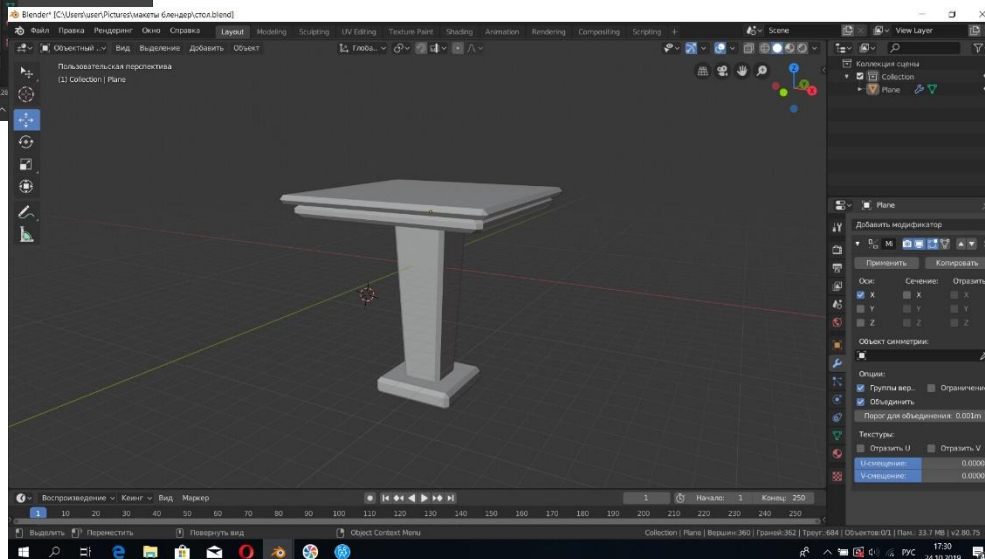 Blender* [C:\Users\user\Pictures\макеты блендер\стол.blend]
Файл Правка Рендеринг Окно Справка Layout Modeling Sculpting UV Editing Texture Paint Shading Animation Rendering Compositing Scripting + Scene View Layer
Объектный ..v Вид Выделение Добавить Объект Глоба..
Пользовательская перспектива
(1) Collection | Plane
Z
Коллекция сцены
Collection
Plane
Plane
Добавить модификатор
Mi
Применить Копировать
Оси: Сечение: Отразить
X X X
Y Y Y
Z Z Z
Объект симметрии:
Опции:
Группы вер.. Ограничение
Объединить
Порог для объединения: 0.001m
Текстуры:
Отразить U Отразить V
U-смещение: 0.0000
V-смещение: 0.0000
Воспроизведение Кеинг Вид Маркер 1 Начало: 1 Конец: 250
1 10 20 30 40 50 60 70 80 90 100 110 120 130 140 150 160 170 180 190 200 210 220 230 240 250
Выделить Переместить Повернуть вид Object Context Menu Collection | Plane | Вершин:360 | Граней:362 | Треуг.:684 | Объектов:0/1 | Пам.: 33.7 MB | v2.80.75
РУС 17:30
24.10.2019